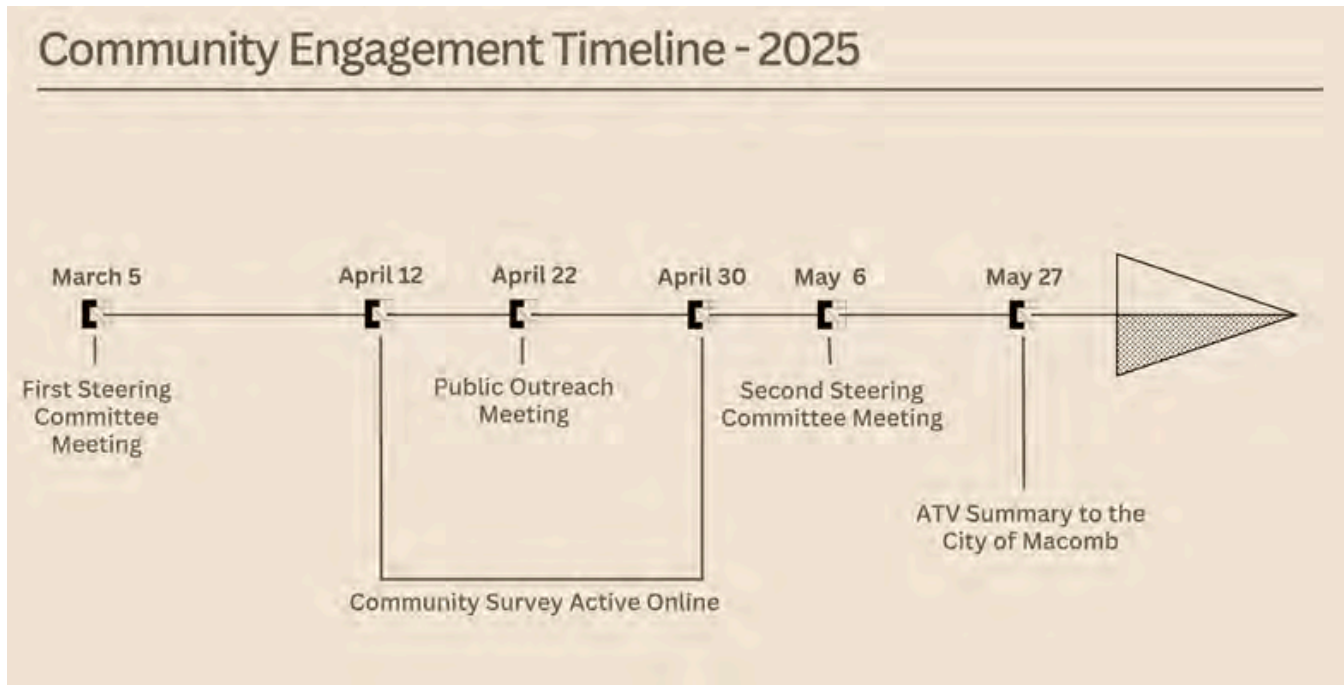 Community Engagement Timeline - 2025
March 5
April 12
April 22
April 30
May 6
May 27
First Steering
Committee
Meeting
Public Outreach
Meeting
Second Steering
Committee Meeting
ATV Summary to the
City of Macomb
Community Survey Active Online